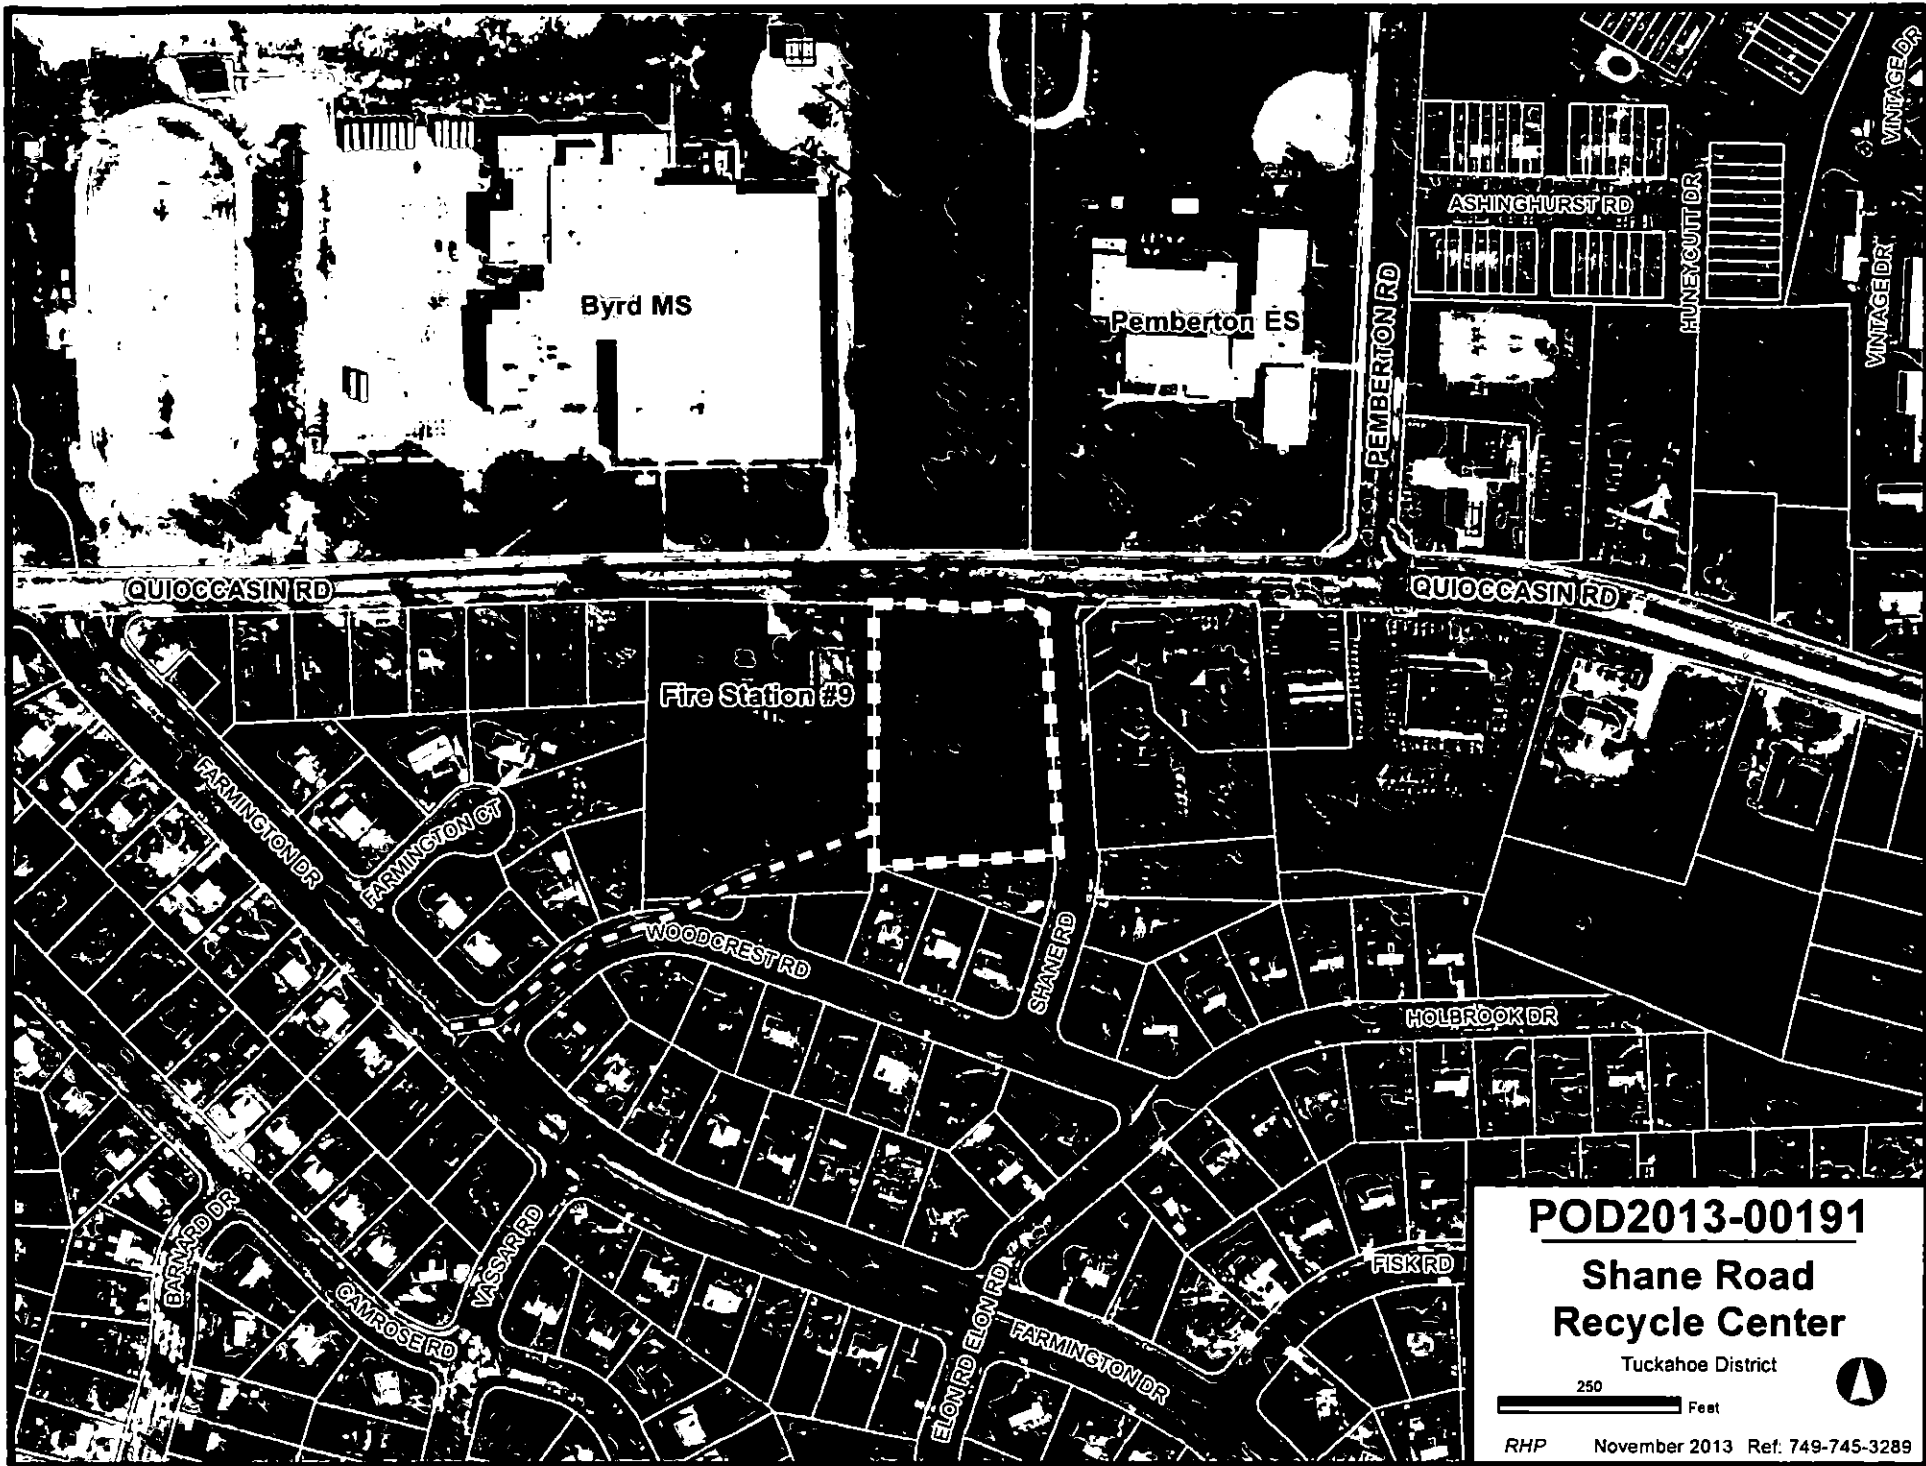 VINTAGE DR
ASHINGHURST RD
HUNEYCUTT DR
VINTAGE DR
Byrd MS
Pemberton ES
PEMBERTON RD
QUIOCCASIN RD
QUIOCCASIN RD
Fire Station #9
FARMINGTON DR
FARMINGTON CT
WOODCREST RD
SHANE RD
HOLBROOK DR
BARNARD DR
VASSAR RD
CAMROSE RD
ELON RD
ELON RD
FARMINGTON DR
FISK RD
POD2013-00191
Shane Road
Recycle Center
Tuckahoe District
250
Feet
RHP November 2013 Ref: 749-745-3289